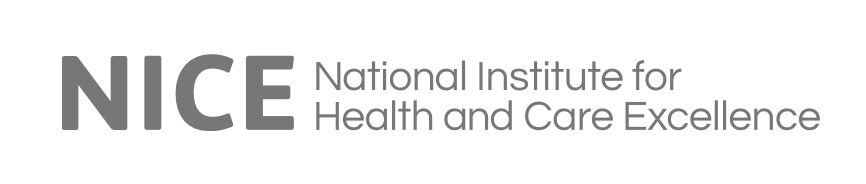 NICE
National Institute for
Health and Care Excellence